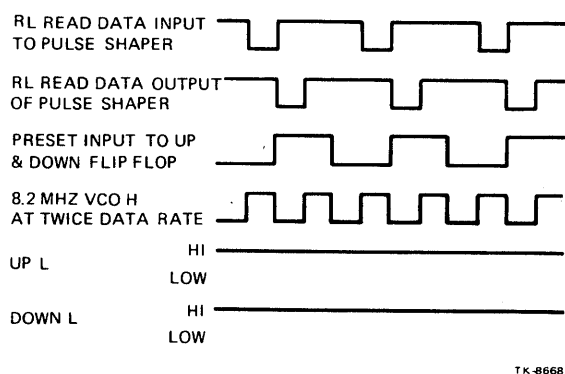 RL READ DATA INPUT
TO PULSE SHAPER
RL READ DATA OUTPUT
OF PULSE SHAPER
PRESET INPUT TO UP
& DOWN FLIP FLOP
8.2 MHZ VCO H
AT TWICE DATA RATE
UP L
HI
LOW
DOWN L
HI
LOW
TK-8668